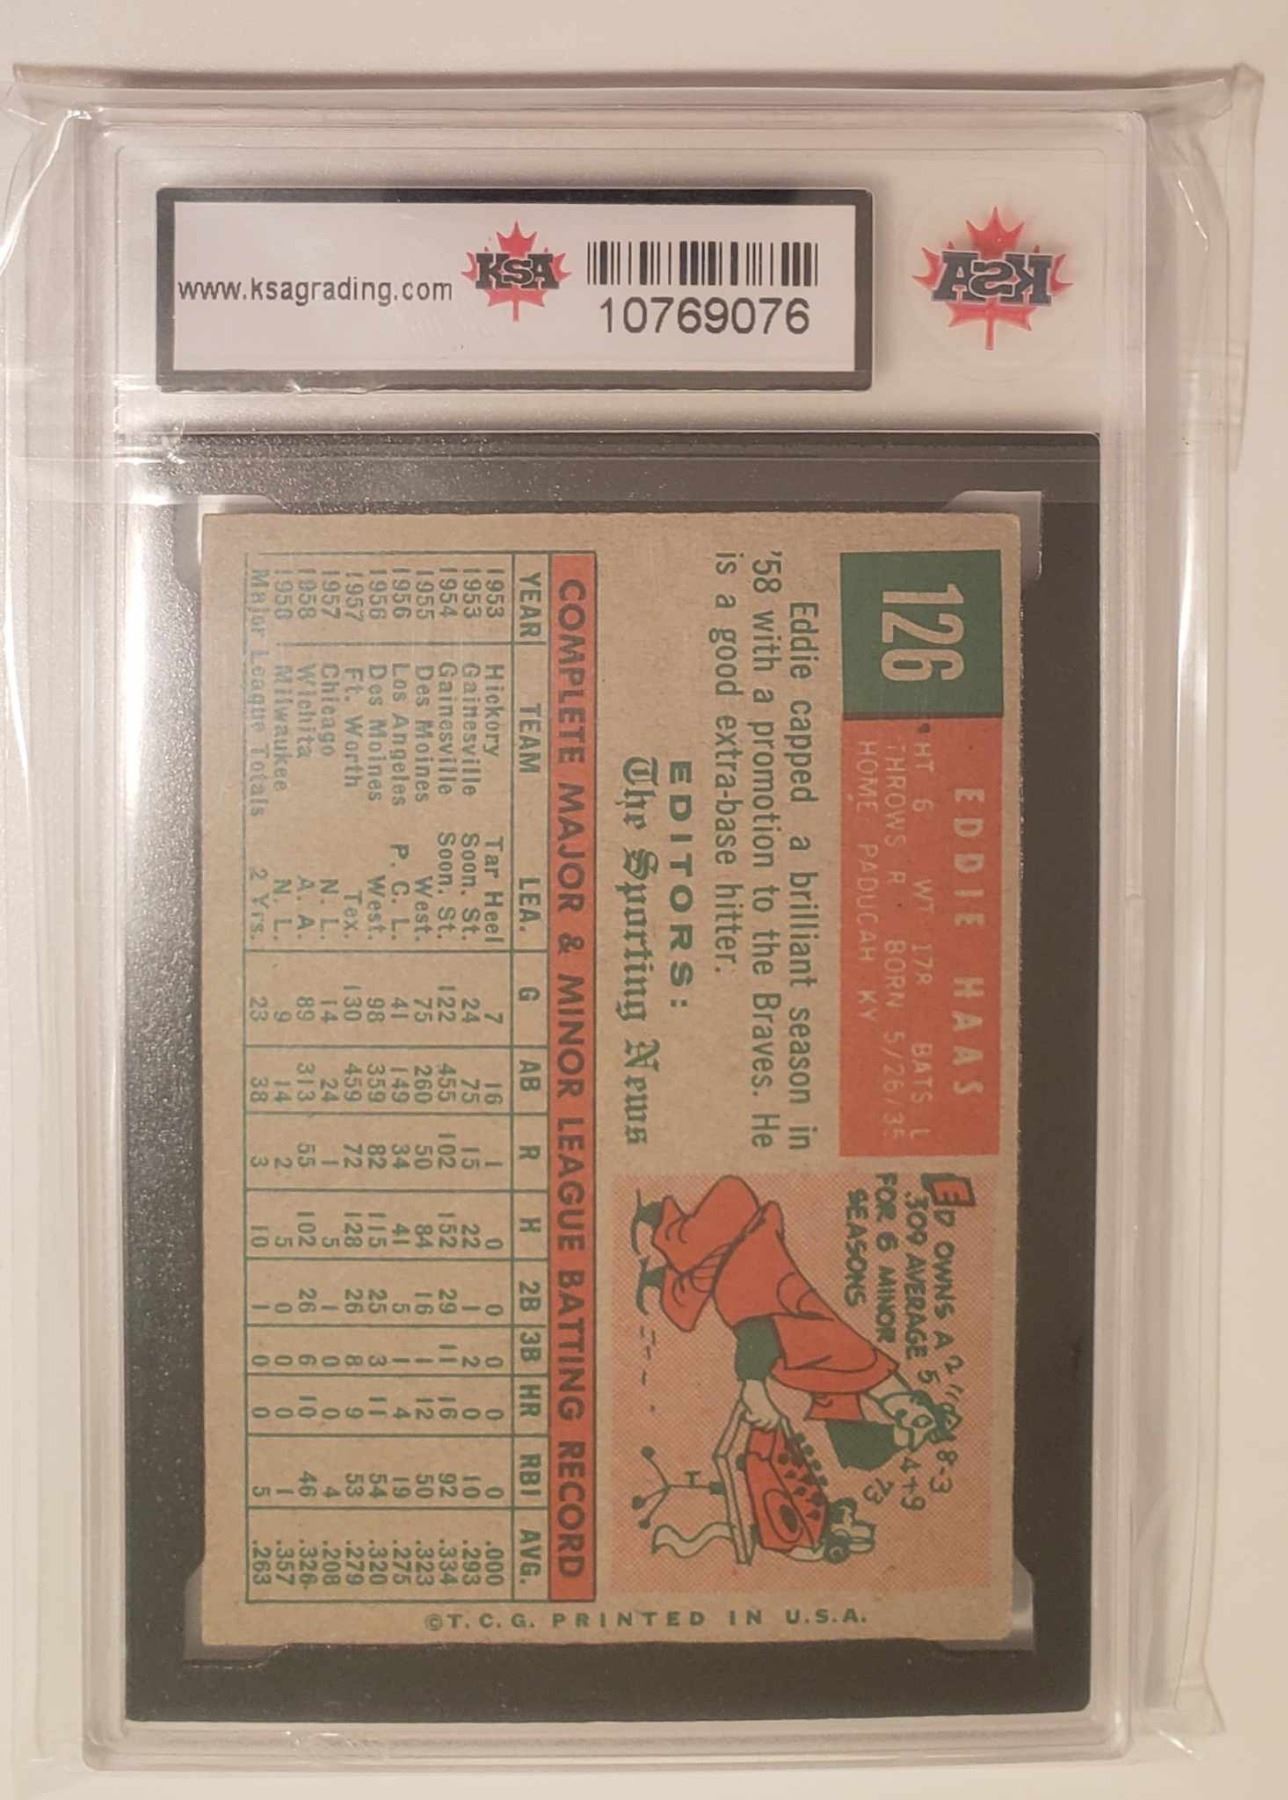 www.ksagrading.com
KSA
10769076
KSA
126
EDDIE HAAS
HT 6 WT 178 BATS L
THROWS R BORN 5/26/35
HOME PADUCAH KY
Eddie capped a brilliant season in
'58 with a promotion to the Braves. He
is a good extra-base hitter.
EDITORS:
The Sporting News
ED OWNS A
.309 AVERAGE
FOR 6 MINOR
SEASONS
8-3
4+9
23
COMPLETE MAJOR & MINOR LEAGUE BATTING RECORD
YEAR TEAM LEA. G AB R H 2B 3B HR RBI AVG.
1953 Hickory Tar Heel 7 16 1 0 0 0 0 0 .000
1953 Gainesville Soon. St. 24 75 15 22 1 2 0 10 .293
1954 Gainesville Soon. St. 122 455 102 152 29 11 16 92 .334
1955 Des Moines West. 75 260 50 84 16 1 12 50 .323
1956 Los Angeles P. C. L. 41 149 34 41 5 1 4 19 .275
1956 Des Moines West. 98 359 82 115 25 3 11 54 .320
1957 Ft. Worth Tex. 130 459 72 128 26 8 9 53 .279
1957 Chicago N. L. 14 24 1 5 1 0 0 4 .208
1958 Wichita A. A. 89 313 55 102 26 6 10 46 .326
1958 Milwaukee N. L. 9 14 2 5 0 0 0 1 .357
Major League Totals 2 Yrs. 23 38 3 10 1 0 0 5 .263
©T. C. G. PRINTED IN U.S.A.